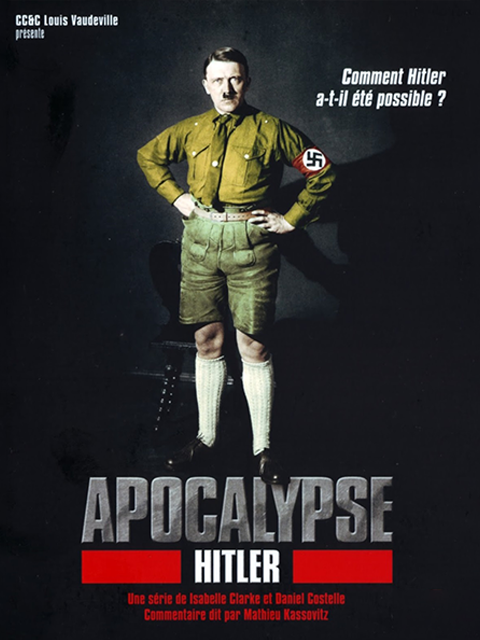 CC&C Louis Vaudeville
présente
Comment Hitler
a-t-il été possible ?
APOCALYPSE
HITLER
Une série de Isabelle Clarke et Daniel Costelle
Commentaire dit par Mathieu Kassovitz